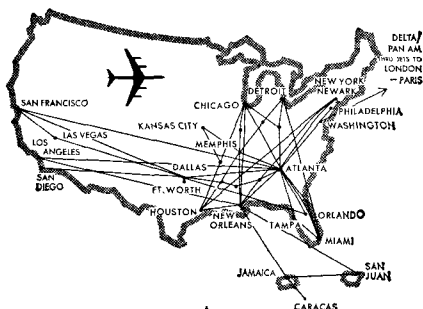 DELTA/
PAN AM
THRU JETS TO
LONDON
— PARIS
NEW YORK
NEWARK
DETROIT
CHICAGO
SAN FRANCISCO
PHILADELPHIA
WASHINGTON
KANSAS CITY
LAS VEGAS
MEMPHIS
LOS
ANGELES
DALLAS
ATLANTA
SAN
DIEGO
FT. WORTH
HOUSTON
NEW
ORLEANS
ORLANDO
TAMPA
MIAMI
JAMAICA
SAN
JUAN
CARACAS